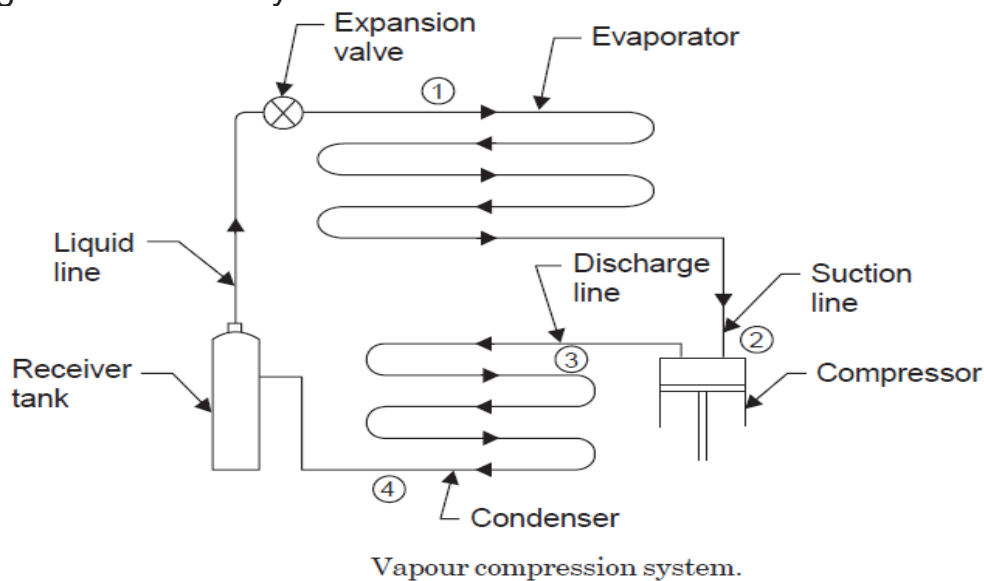 Expansion
valve
Evaporator
①
Liquid
line
Discharge
line
Suction
line
②
③
Receiver
tank
Compressor
④
Condenser
Vapour compression system.